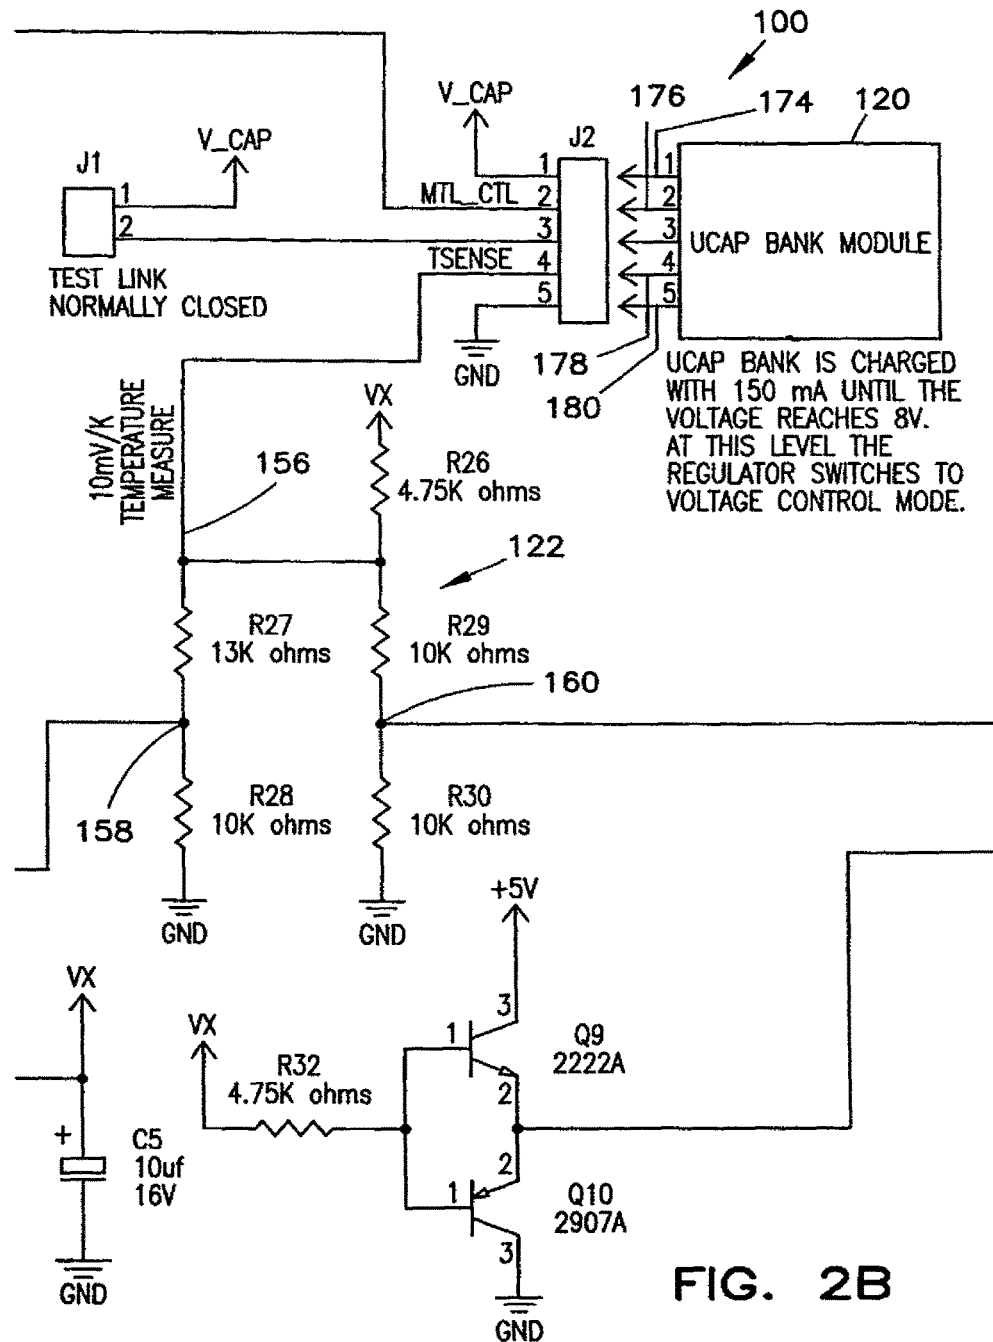 100
V_CAP
176
174
120
J2
V_CAP
J1
1
2
1
MTL_CTL 2
3
TSENSE 4
5
1
2
3
4
5
UCAP BANK MODULE
TEST LINK
NORMALLY CLOSED
GND
178
180
UCAP BANK IS CHARGED
WITH 150 mA UNTIL THE
VOLTAGE REACHES 8V.
AT THIS LEVEL THE
REGULATOR SWITCHES TO
VOLTAGE CONTROL MODE.
10mV/K
TEMPERATURE
MEASURE
VX
156
R26
4.75K ohms
122
R27
13K ohms
R29
10K ohms
160
158
R28
10K ohms
R30
10K ohms
GND
GND
+5V
VX
VX
3
1
Q9
2222A
R32
4.75K ohms
2
+
C5
10uf
16V
2
1
Q10
2907A
3
GND
GND
FIG. 2B